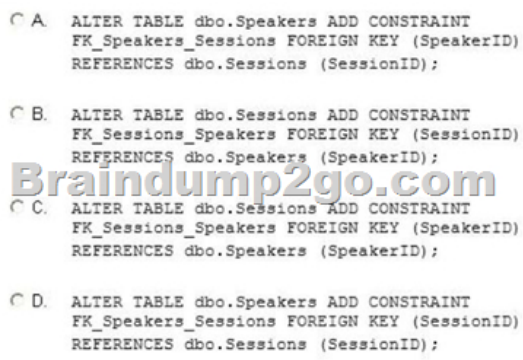 A. ALTER TABLE dbo.Speakers ADD CONSTRAINT
FK_Speakers_Sessions FOREIGN KEY (SpeakerID)
REFERENCES dbo.Sessions (SessionID);
B. ALTER TABLE dbo.Sessions ADD CONSTRAINT
FK_Sessions_Speakers FOREIGN KEY (SessionID)
REFERENCES dbo.Speakers (SpeakerID);
Braindump2go.com
C. ALTER TABLE dbo.Sessions ADD CONSTRAINT
FK_Sessions_Speakers FOREIGN KEY (SpeakerID)
REFERENCES dbo.Speakers (SpeakerID);
D. ALTER TABLE dbo.Speakers ADD CONSTRAINT
FK_Speakers_Sessions FOREIGN KEY (SessionID)
REFERENCES dbo.Sessions (SessionID);